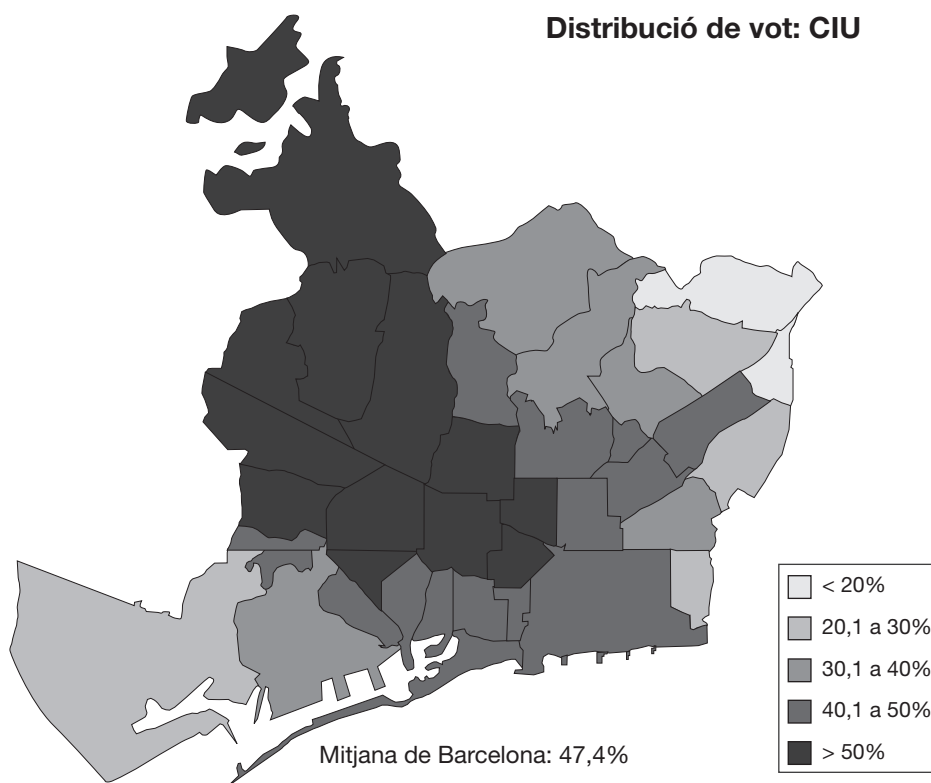 Distribució de vot: CIU
< 20%
20,1 a 30%
30,1 a 40%
40,1 a 50%
> 50%
Mitjana de Barcelona: 47,4%